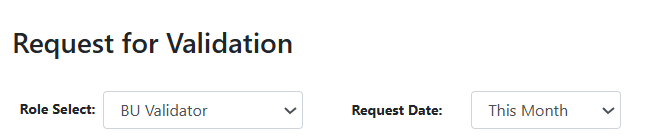 Request for Validation
Role Select: BU Validator Request Date: This Month